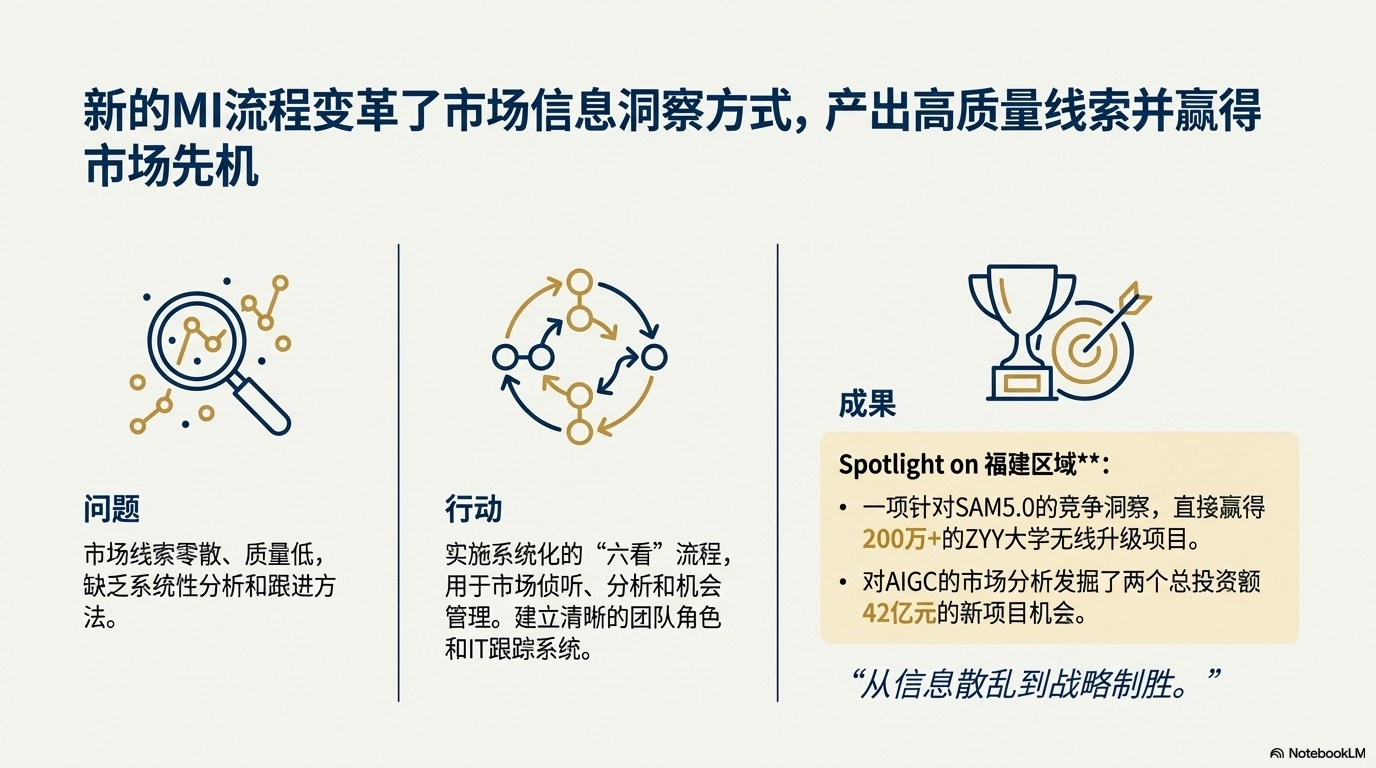 新的MI流程变革了市场信息洞察方式，产出高质量线索并赢得
市场先机
问题
市场线索零散、质量低，
缺乏系统性分析和跟进方
法。
行动
实施系统化的“六看”流程，
用于市场侦听、分析和机会
管理。建立清晰的团队角色
和IT跟踪系统。
成果
Spotlight on 福建区域**：
• 一项针对SAM5.0的竞争洞察，直接赢得
200万+的ZYY大学无线升级项目。
• 对AIGC的市场分析发掘了两个总投资额
42亿元的新项目机会。
“从信息散乱到战略制胜。”
NotebookLM